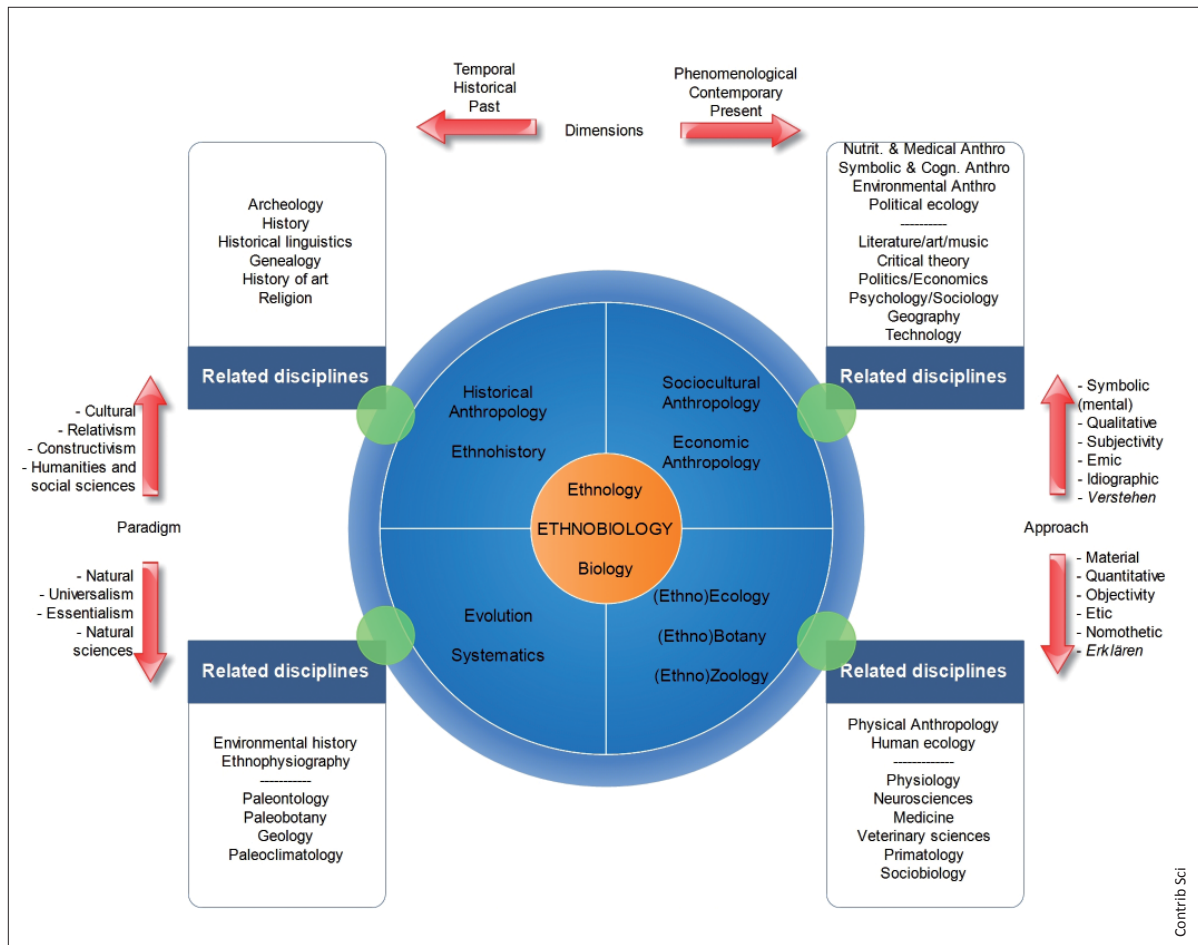 Temporal
Historical
Past
Phenomenological
Contemporary
Present
Dimensions
Archeology
History
Historical linguistics
Genealogy
History of art
Religion
Related disciplines
Nutrit. & Medical Anthro
Symbolic & Cogn. Anthro
Environmental Anthro
Political ecology
----------
Literature/art/music
Critical theory
Politics/Economics
Psychology/Sociology
Geography
Technology
Related disciplines
- Cultural
- Relativism
- Constructivism
- Humanities and
social sciences
Paradigm
- Natural
- Universalism
- Essentialism
- Natural
sciences
Historical
Anthropology
Ethnohistory
Sociocultural
Anthropology
Economic
Anthropology
Ethnology
ETHNOBIOLOGY
Biology
Evolution
Systematics
(Ethno)Ecology
(Ethno)Botany
(Ethno)Zoology
- Symbolic
(mental)
- Qualitative
- Subjectivity
- Emic
- Idiographic
- Verstehen
Approach
- Material
- Quantitative
- Objectivity
- Etic
- Nomothetic
- Erklären
Related disciplines
Environmental history
Ethnophysiography
-----------
Paleontology
Paleobotany
Geology
Paleoclimatology
Related disciplines
Physical Anthropology
Human ecology
-------------
Physiology
Neurosciences
Medicine
Veterinary sciences
Primatology
Sociobiology
Contrib Sci